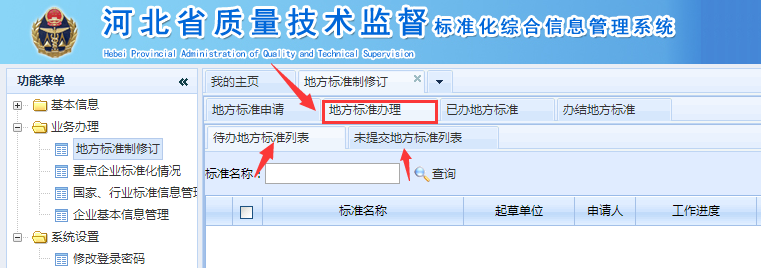 河北省质量技术监督 标准化综合信息管理系统
Hebei Provincial Administration of Quality and Technical Supervision
功能菜单
基本信息
业务办理
地方标准制修订
重点企业标准化情况
国家、行业标准信息管
企业基本信息管理
系统设置
修改登录密码
我的主页 地方标准制修订
地方标准申请 地方标准办理 已办地方标准 办结地方标准
待办地方标准列表 未提交地方标准列表
标准名称: 查询
标准名称 起草单位 申请人 工作进度